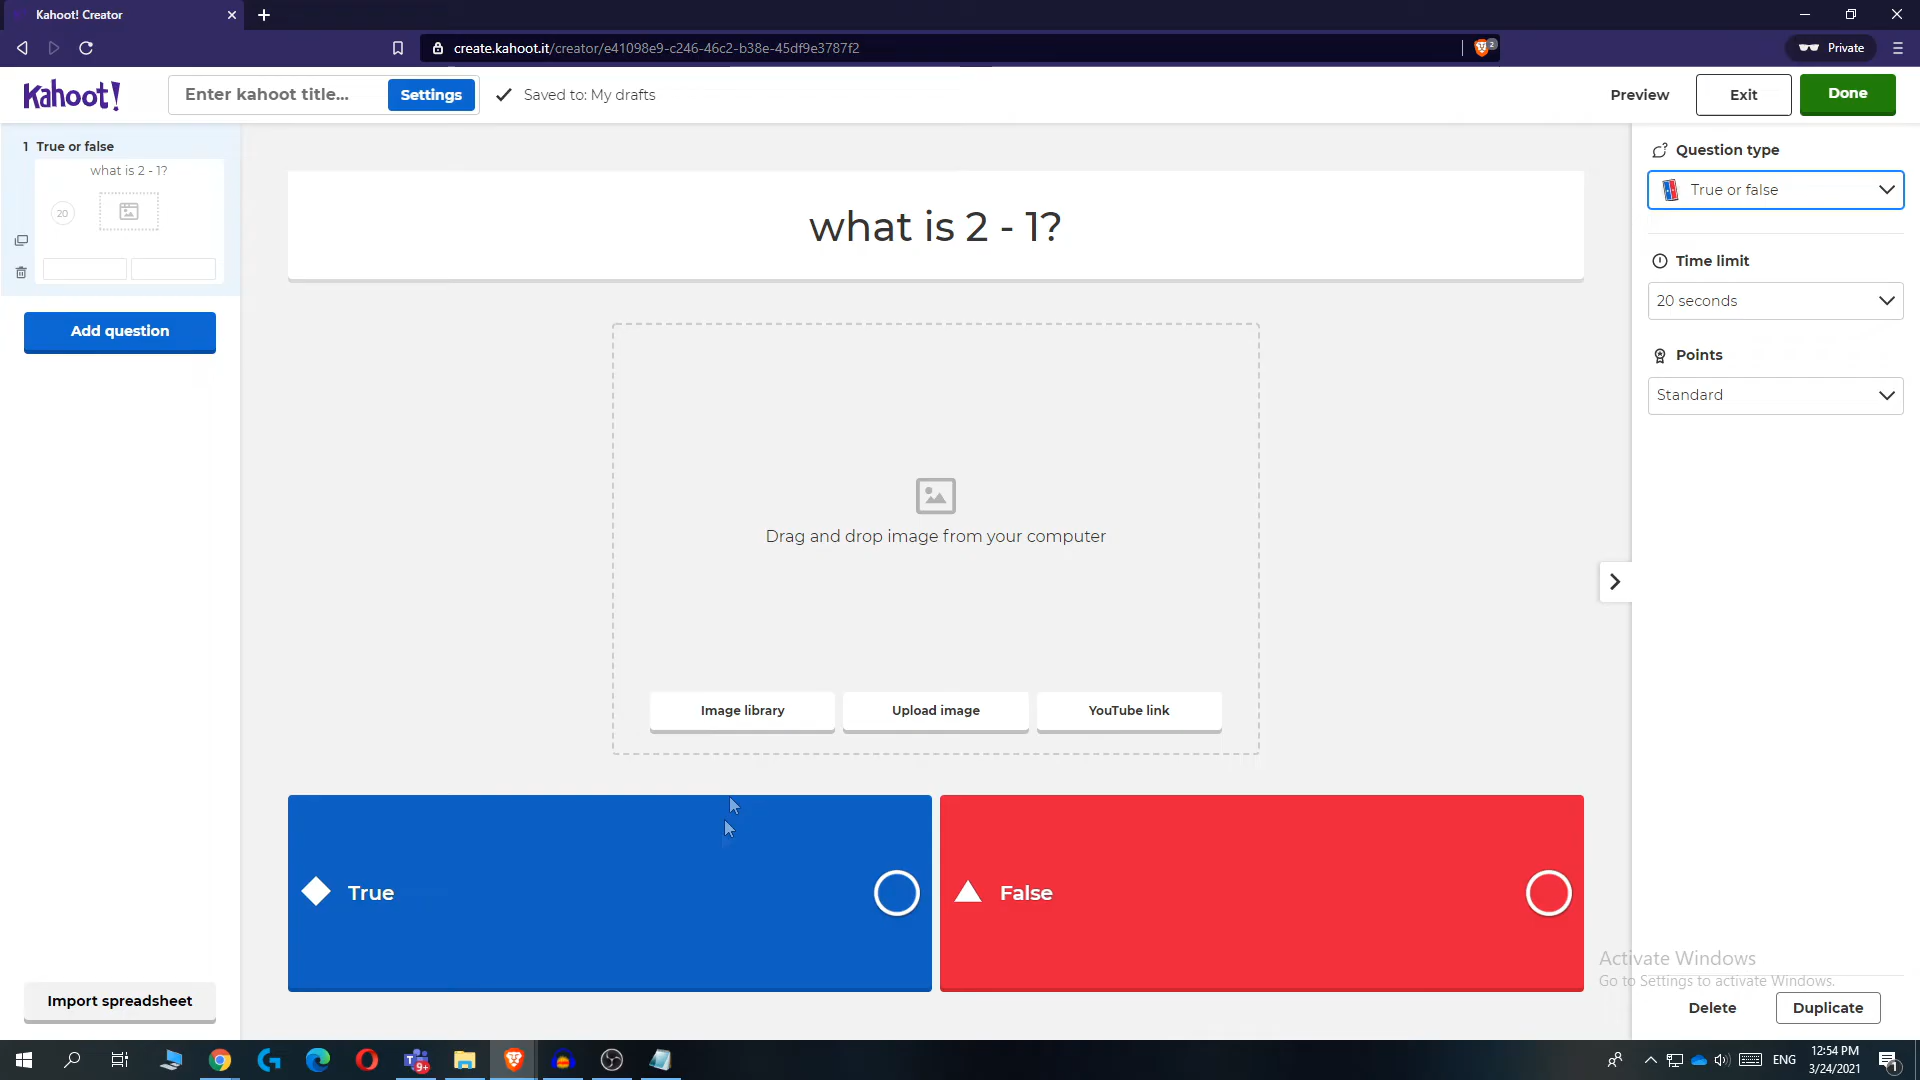 Kahoot! Creator
create.kahoot.it/creator/e41098e9-c246-46c2-b38e-45df9e3787f2
2
Private
Kahoot!
Enter kahoot title...
Settings
Saved to: My drafts
Preview
Exit
Done
1 True or false
what is 2 - 1?
20
Add question
Import spreadsheet
what is 2 - 1?
Drag and drop image from your computer
Image library
Upload image
YouTube link
True
False
Question type
True or false
Time limit
20 seconds
Points
Standard
Activate Windows
Go to Settings to activate Windows.
Delete
Duplicate
9+
ENG
12:54 PM
3/24/2021
1